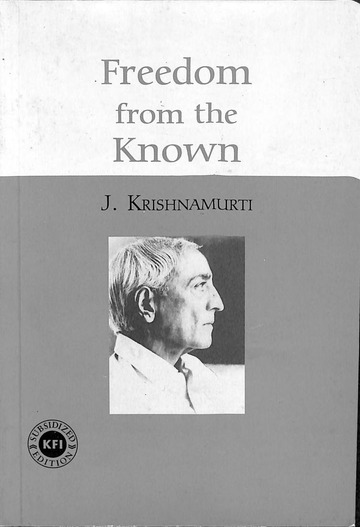 Freedom
from the
Known
J. KRISHNAMURTI
SUBSIDIZED
KFI
EDITION